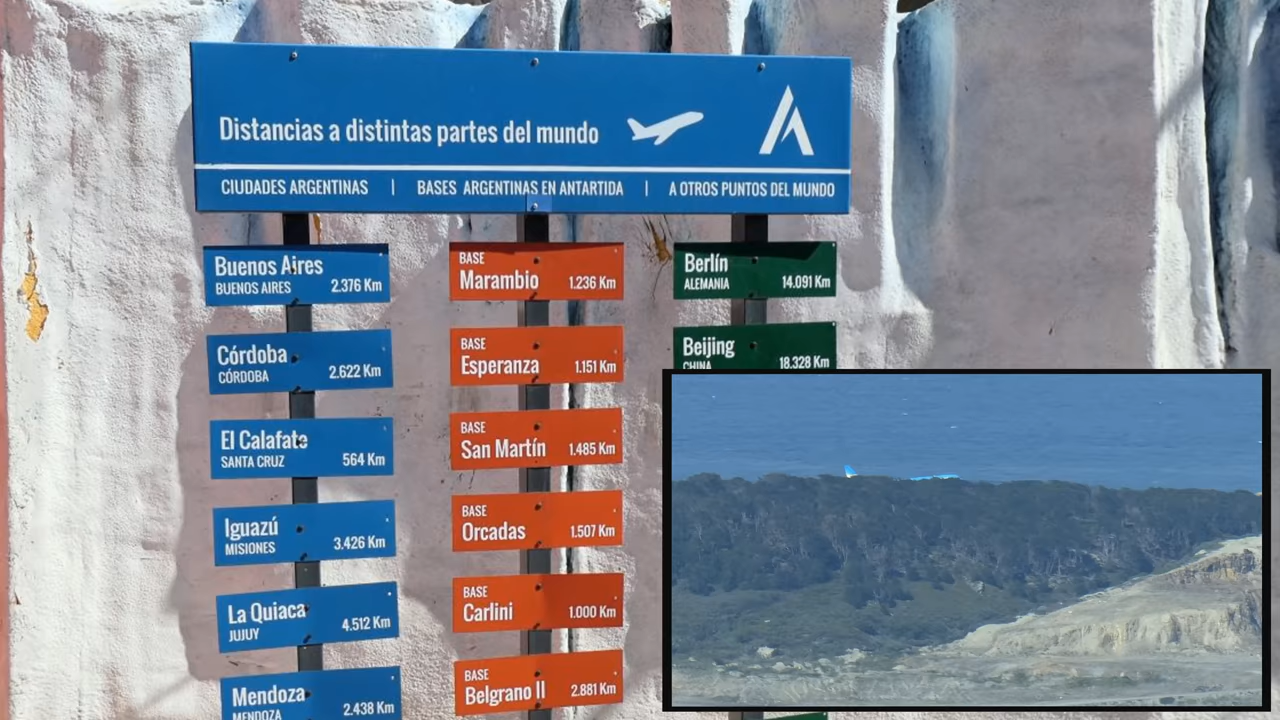 Distancias a distintas partes del mundo
CIUDADES ARGENTINAS | BASES ARGENTINAS EN ANTARTIDA | A OTROS PUNTOS DEL MUNDO
Buenos Aires
BUENOS AIRES 2.376 Km
Córdoba
CÓRDOBA 2.622 Km
El Calafate
SANTA CRUZ 564 Km
Iguazú
MISIONES 3.426 Km
La Quiaca
JUJUY 4.512 Km
Mendoza
MENDOZA 2.438 Km
BASE
Marambio 1.236 Km
BASE
Esperanza 1.151 Km
BASE
San Martín 1.485 Km
BASE
Orcadas 1.507 Km
BASE
Carlini 1.000 Km
BASE
Belgrano II 2.881 Km
Berlín
ALEMANIA 14.091 Km
Beijing
CHINA 18.328 Km